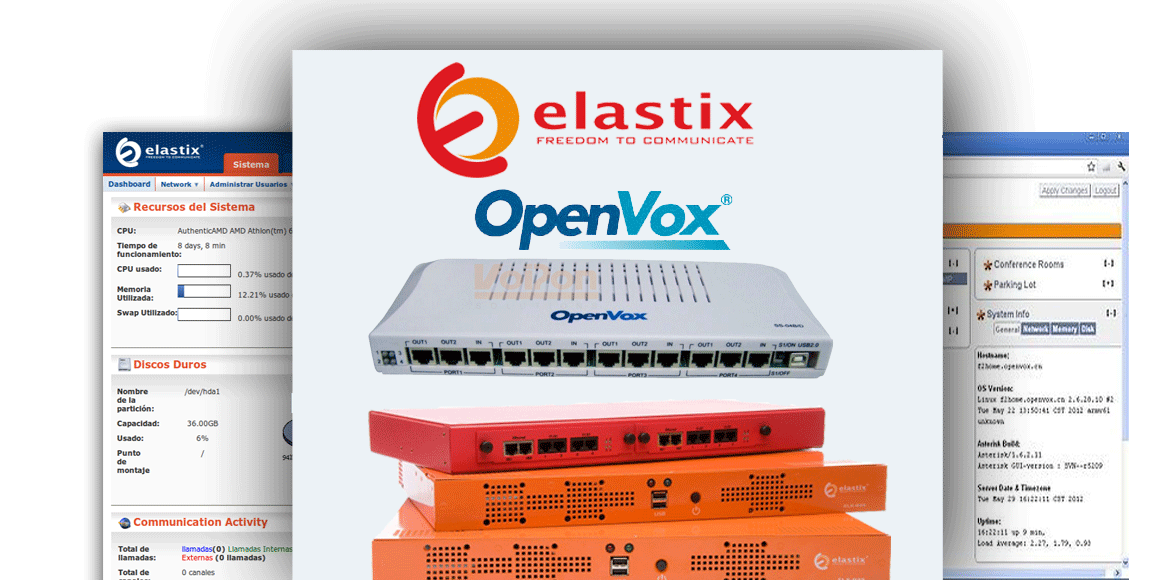 elastix
FREEDOM TO COMMUNICATE
OpenVox®
VoIPon
OpenVox
OUT1 OUT2 IN OUT1 OUT2 IN OUT1 OUT2 IN OUT1 OUT2 IN S1/ON USB2.0
PORT1 PORT2 PORT3 PORT4 S1/OFF
elastix
USB
elastix
elastix
FREEDOM TO COMMUNICATE
Sistema
Dashboard Network Administrar Usuarios
Recursos del Sistema
CPU: AuthenticAMD AMD Athlon(tm) 6
Tiempo de funcionamiento: 8 days, 8 min
CPU usado: 0.37% usado d
Memoria Utilizada: 12.21% usado
Swap Utilizado: 0.00% usado d
Discos Duros
Nombre de la partición: /dev/hda1
Capacidad: 36.00GB
Usado: 6%
Punto de montaje /
Communication Activity
Total de llamadas: llamadas(0) Llamadas Internas
Externas (0 llamadas)
Total de 0 canales
Apply Changes Logout
Conference Rooms [-]
Parking Lot [+]
System Info [-]
General Network Memory Disk
Hostname:
f2home.openvox.cn
OS Version:
Linux f2home.openvox.cn 2.6.28.10 #2
Tue May 22 13:50:41 CST 2012 armv61
unknown
Asterisk Build:
Asterisk/1.6.2.11
Asterisk GUI-version : SVN--r5209
Server Date & Timezone
Tue May 29 16:22:11 CST 2012
Uptime:
16:22:11 up 9 min,
Load Average: 2.27, 1.79, 0.93